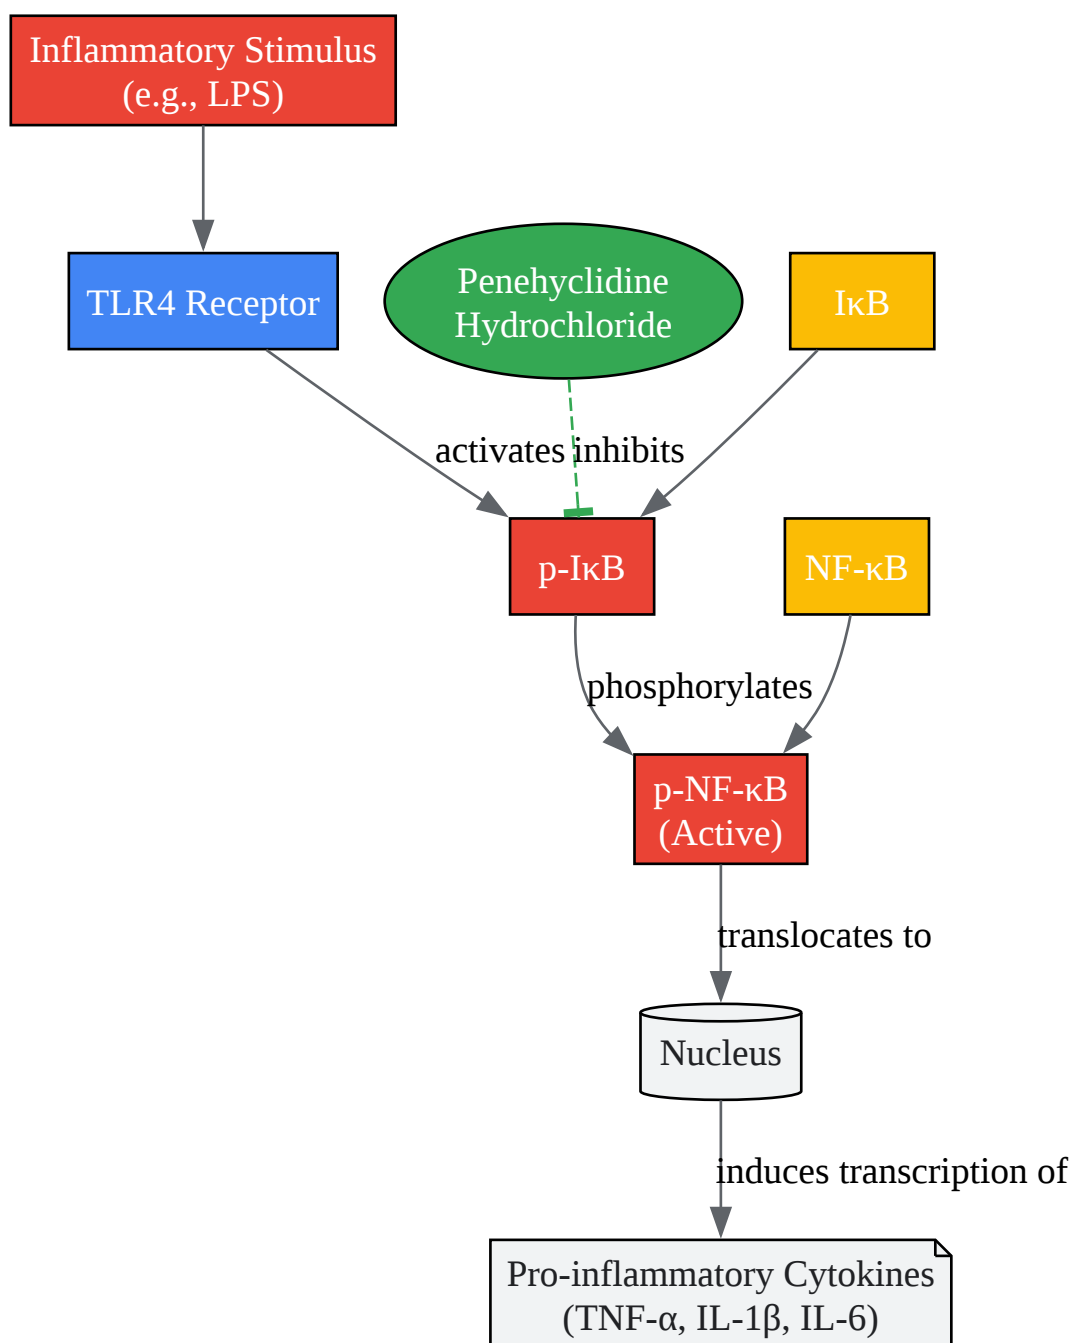 Inflammatory Stimulus
(e.g., LPS)
TLR4 Receptor
Penehyclidine
Hydrochloride
IκB
activates
inhibits
p-IκB
NF-κB
phosphorylates
p-NF-κB
(Active)
translocates to
Nucleus
induces transcription of
Pro-inflammatory Cytokines
(TNF-α, IL-1β, IL-6)